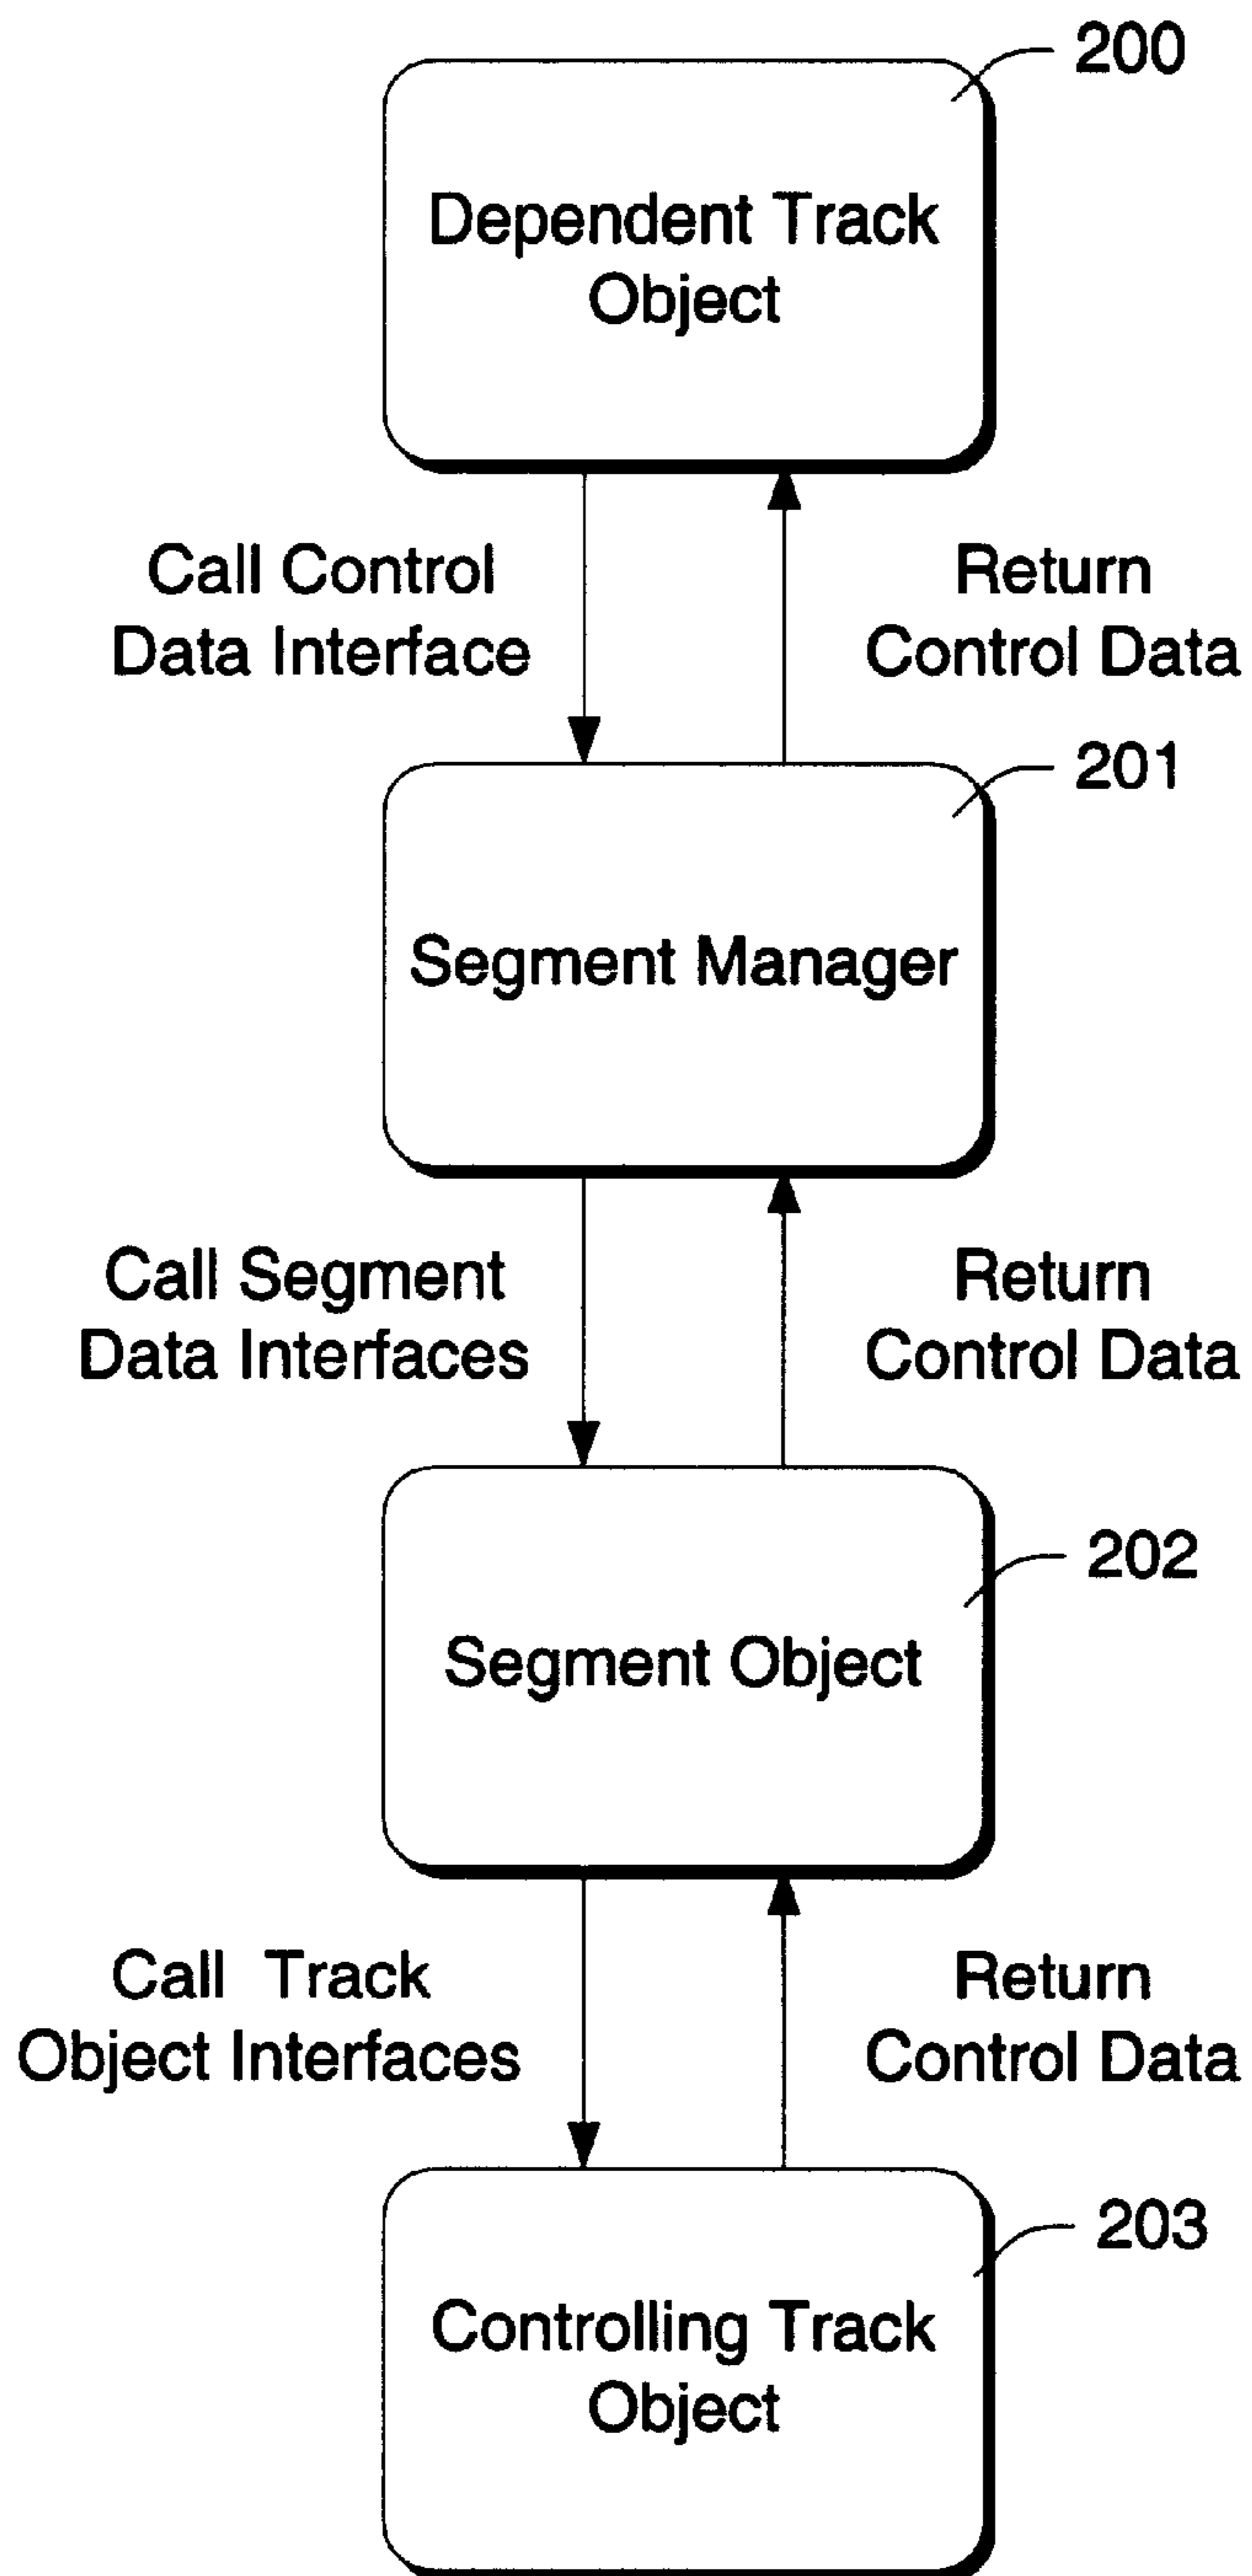 200
Dependent Track
Object
Call Control
Data Interface
Return
Control Data
201
Segment Manager
Call Segment
Data Interfaces
Return
Control Data
202
Segment Object
Call Track
Object Interfaces
Return
Control Data
203
Controlling Track
Object